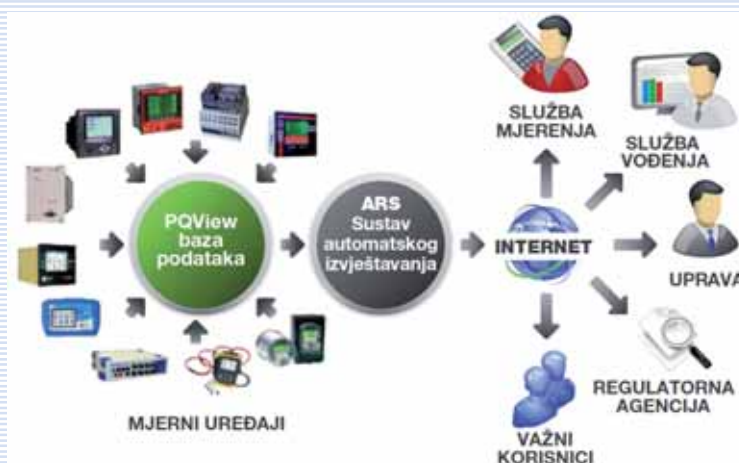 SLUŽBA
MJERENJA
SLUŽBA
VOĐENJA
PQView
baza
podataka
ARS
Sustav
automatskog
izvještavanja
INTERNET
UPRAVA
MJERNI UREĐAJI
REGULATORNA
AGENCIJA
VAŽNI
KORISNICI